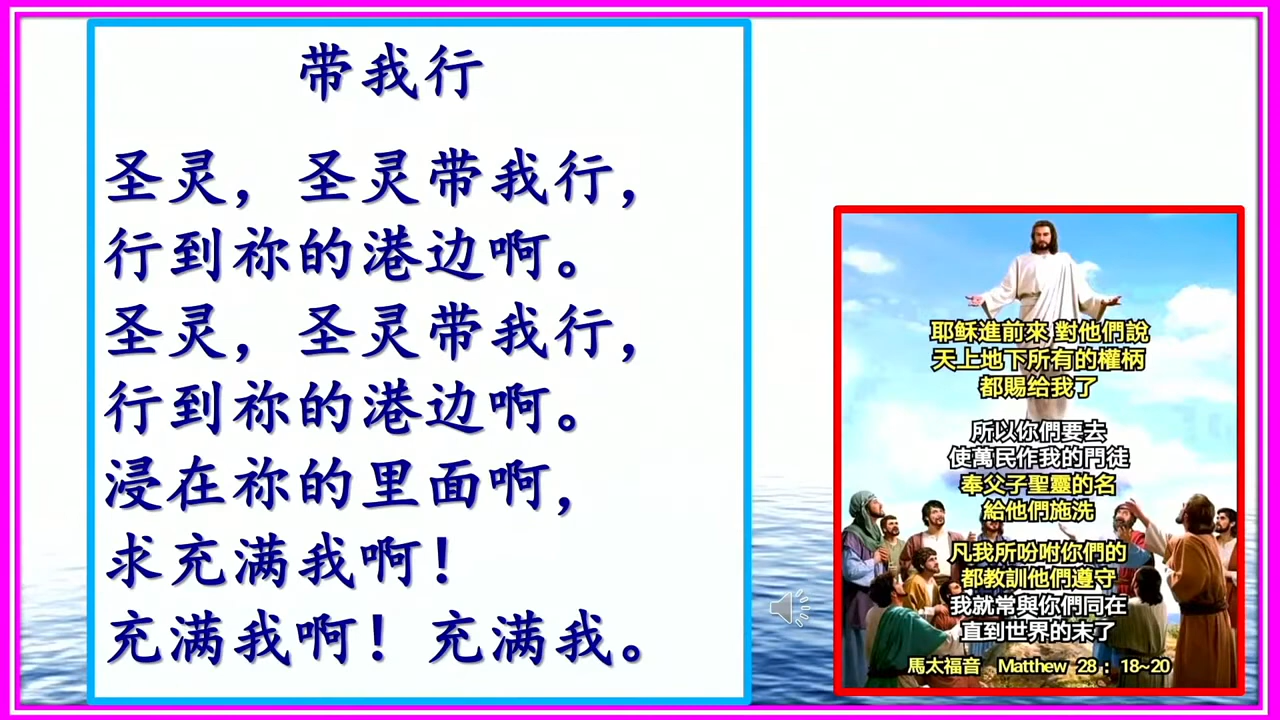 带我行
圣灵，圣灵带我行，
行到祢的港边啊。
圣灵，圣灵带我行，
行到祢的港边啊。
浸在祢的里面啊，
求充满我啊！
充满我啊！充满我。
耶穌進前來 對他們說
天上地下所有的權柄
都賜给我了
所以你們要去
使萬民作我的門徒
奉父子聖靈的名
給他們施洗
凡我所吩咐你們的
都教訓他們遵守
我就常與你們同在
直到世界的末了
馬太福音 Matthew 28：18~20